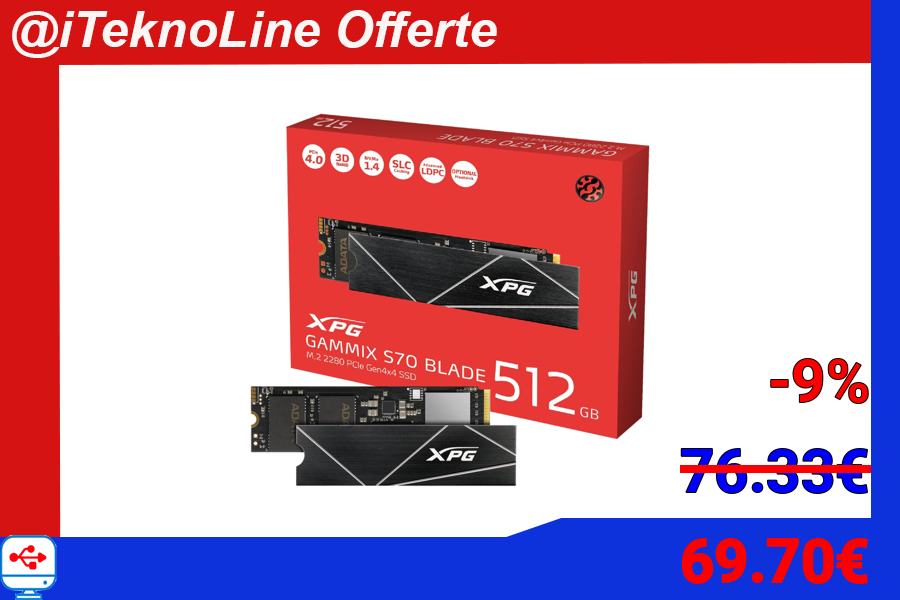 @iTeknoLine Offerte
512
GAMMIX S70 BLADE
M.2 2280 PCIe Gen4x4 SSD
PCIe
4.0
3D
NAND
NVMe
1.4
SLC
Caching
Advanced
LDPC
OPTIONAL
Heatsink
ADATA
XPG
XPG
XPG
GAMMIX S70 BLADE
M.2 2280 PCIe Gen4x4 SSD
512
GB
ADATA
ADATA
XPG
-9%
76.33€
69.70€